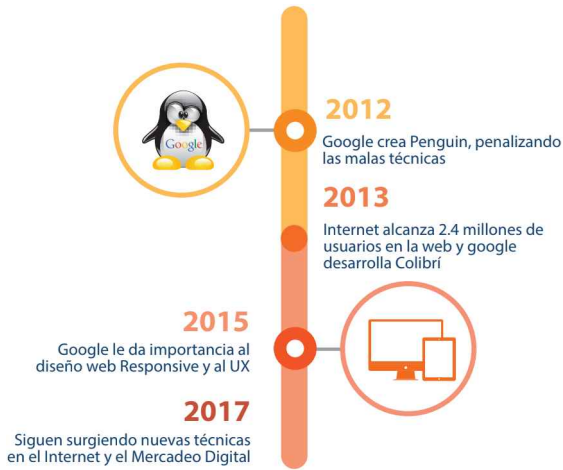 Google
2012
Google crea Penguin, penalizando
las malas técnicas
2013
Internet alcanza 2.4 millones de
usuarios en la web y google
desarrolla Colibrí
2015
Google le da importancia al
diseño web Responsive y al UX
2017
Siguen surgiendo nuevas técnicas
en el Internet y el Mercadeo Digital